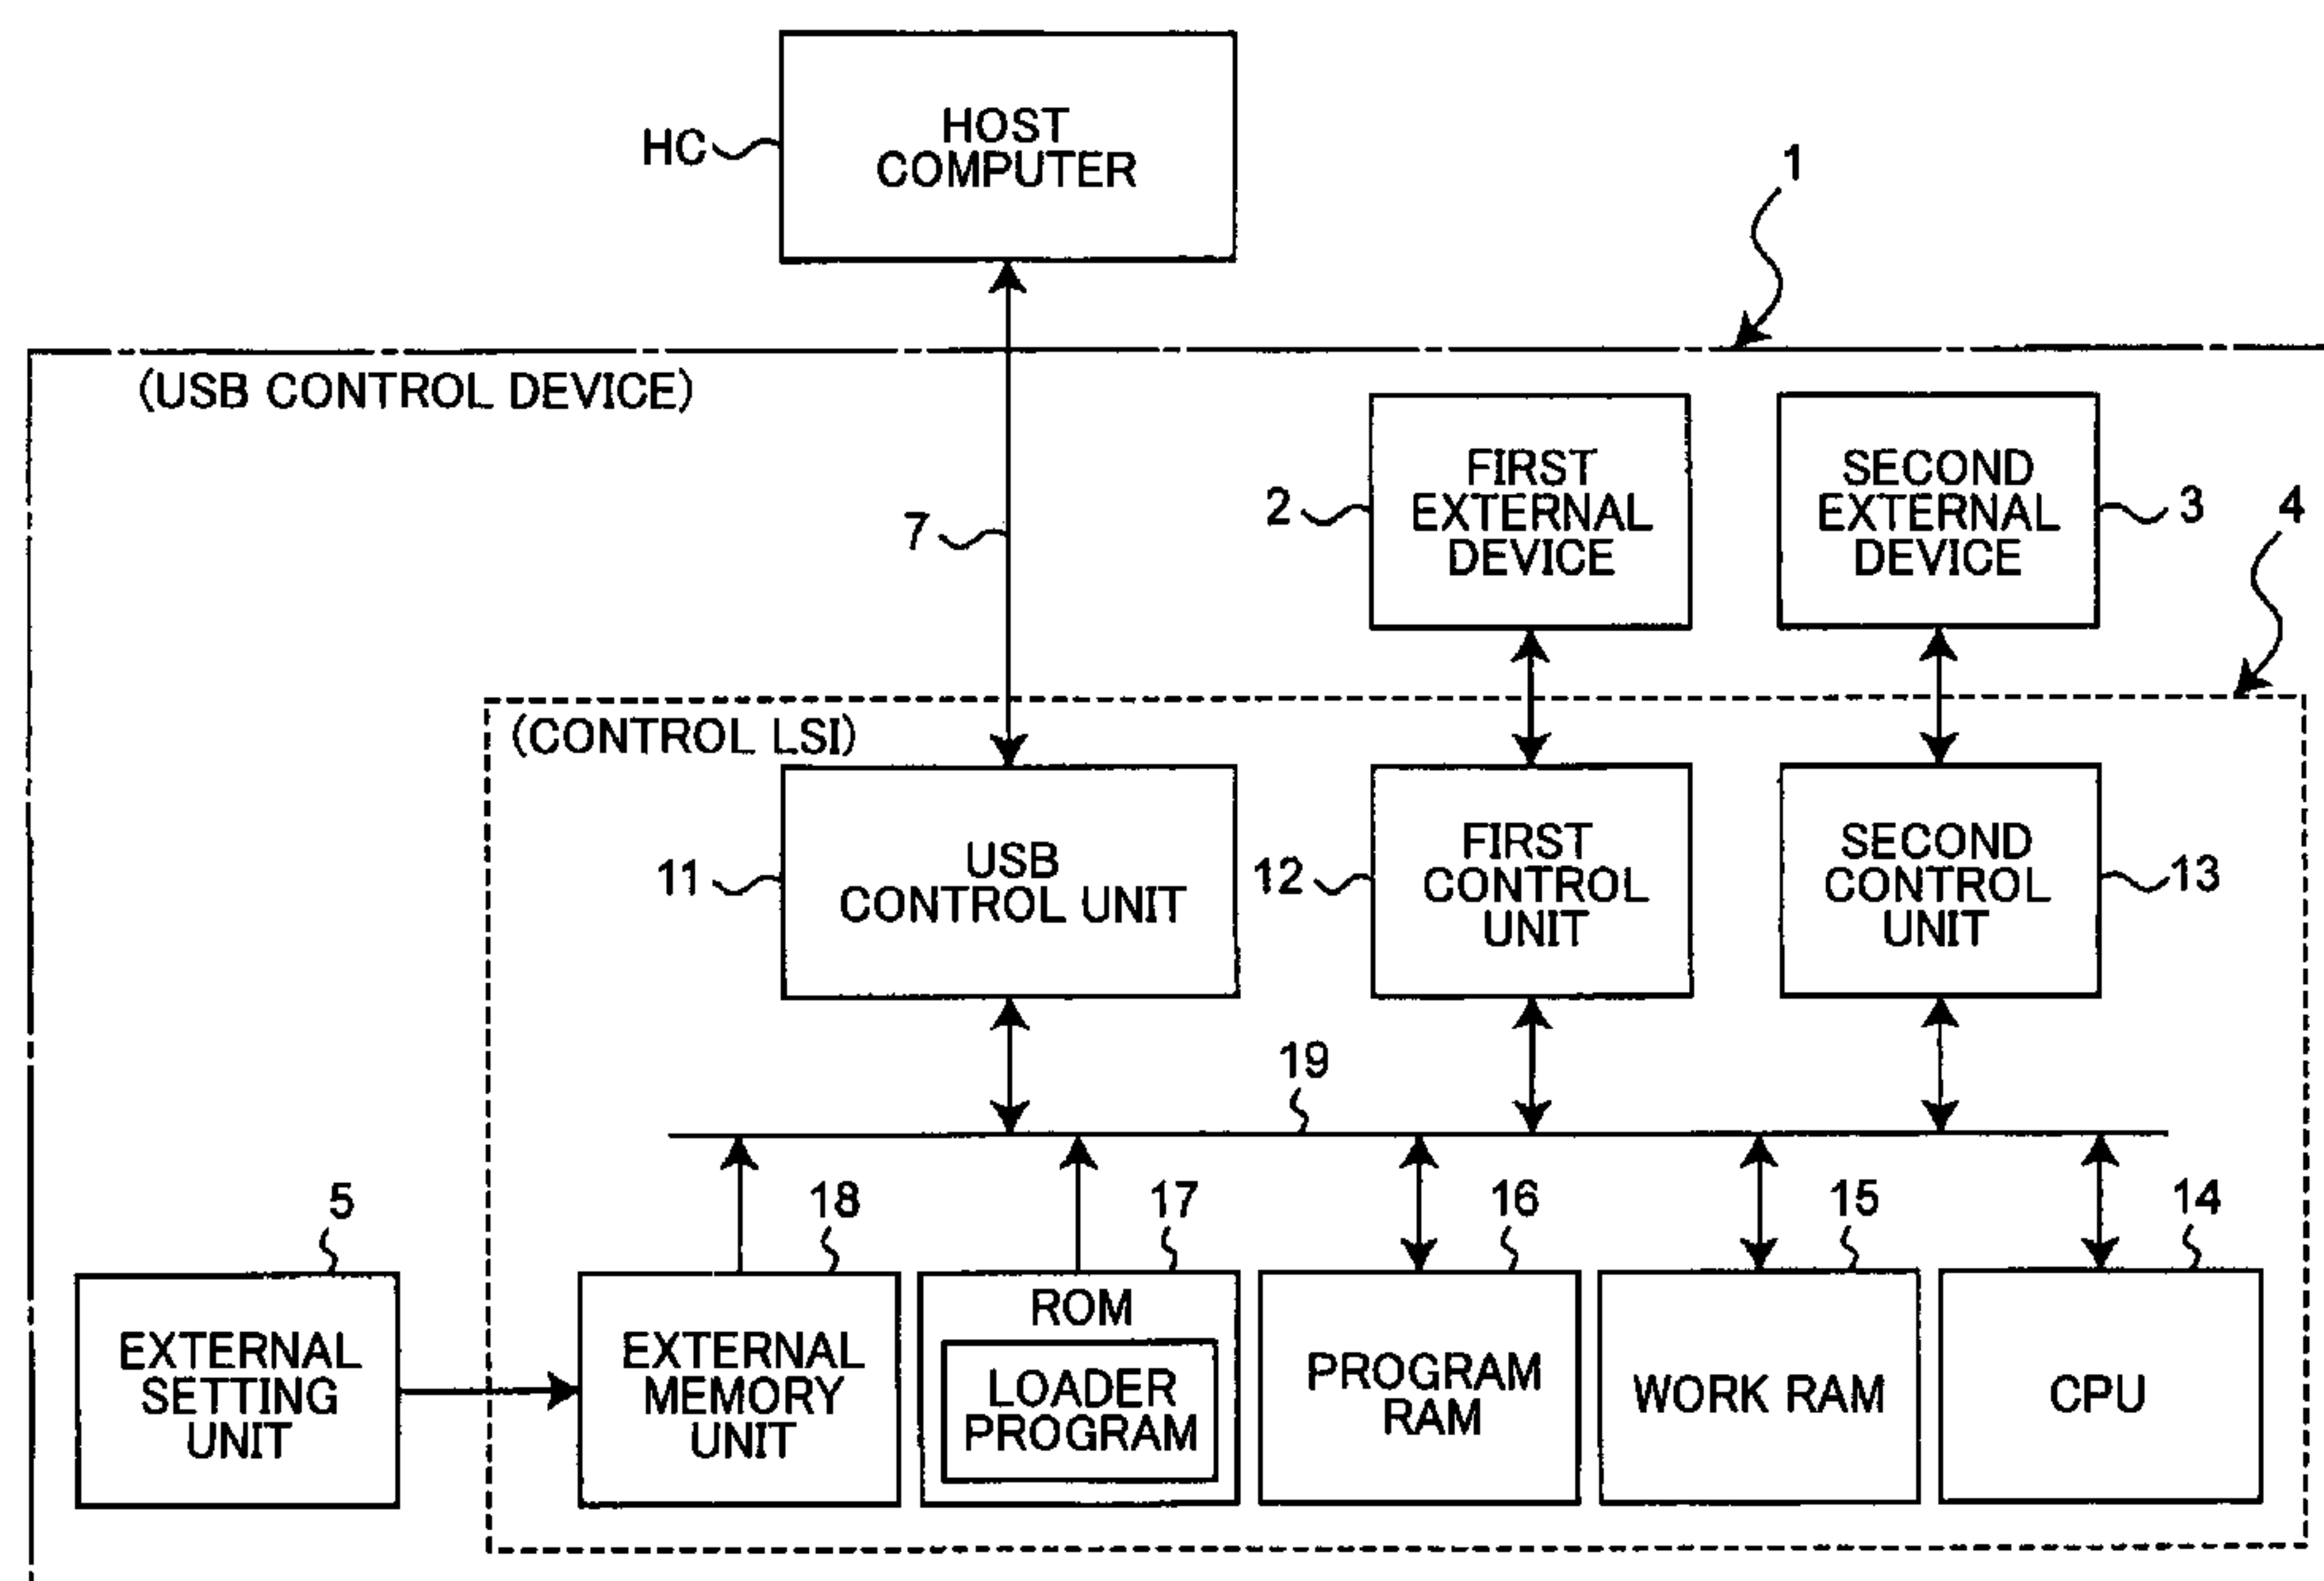 HOST
COMPUTER
HC
1
(USB CONTROL DEVICE)
FIRST
EXTERNAL
DEVICE
2
SECOND
EXTERNAL
DEVICE
3
4
7
(CONTROL LSI)
USB
CONTROL UNIT
11
FIRST
CONTROL
UNIT
12
SECOND
CONTROL
UNIT
13
19
5
18
17
16
15
14
EXTERNAL
SETTING
UNIT
EXTERNAL
MEMORY
UNIT
ROM
LOADER
PROGRAM
PROGRAM
RAM
WORK RAM
CPU